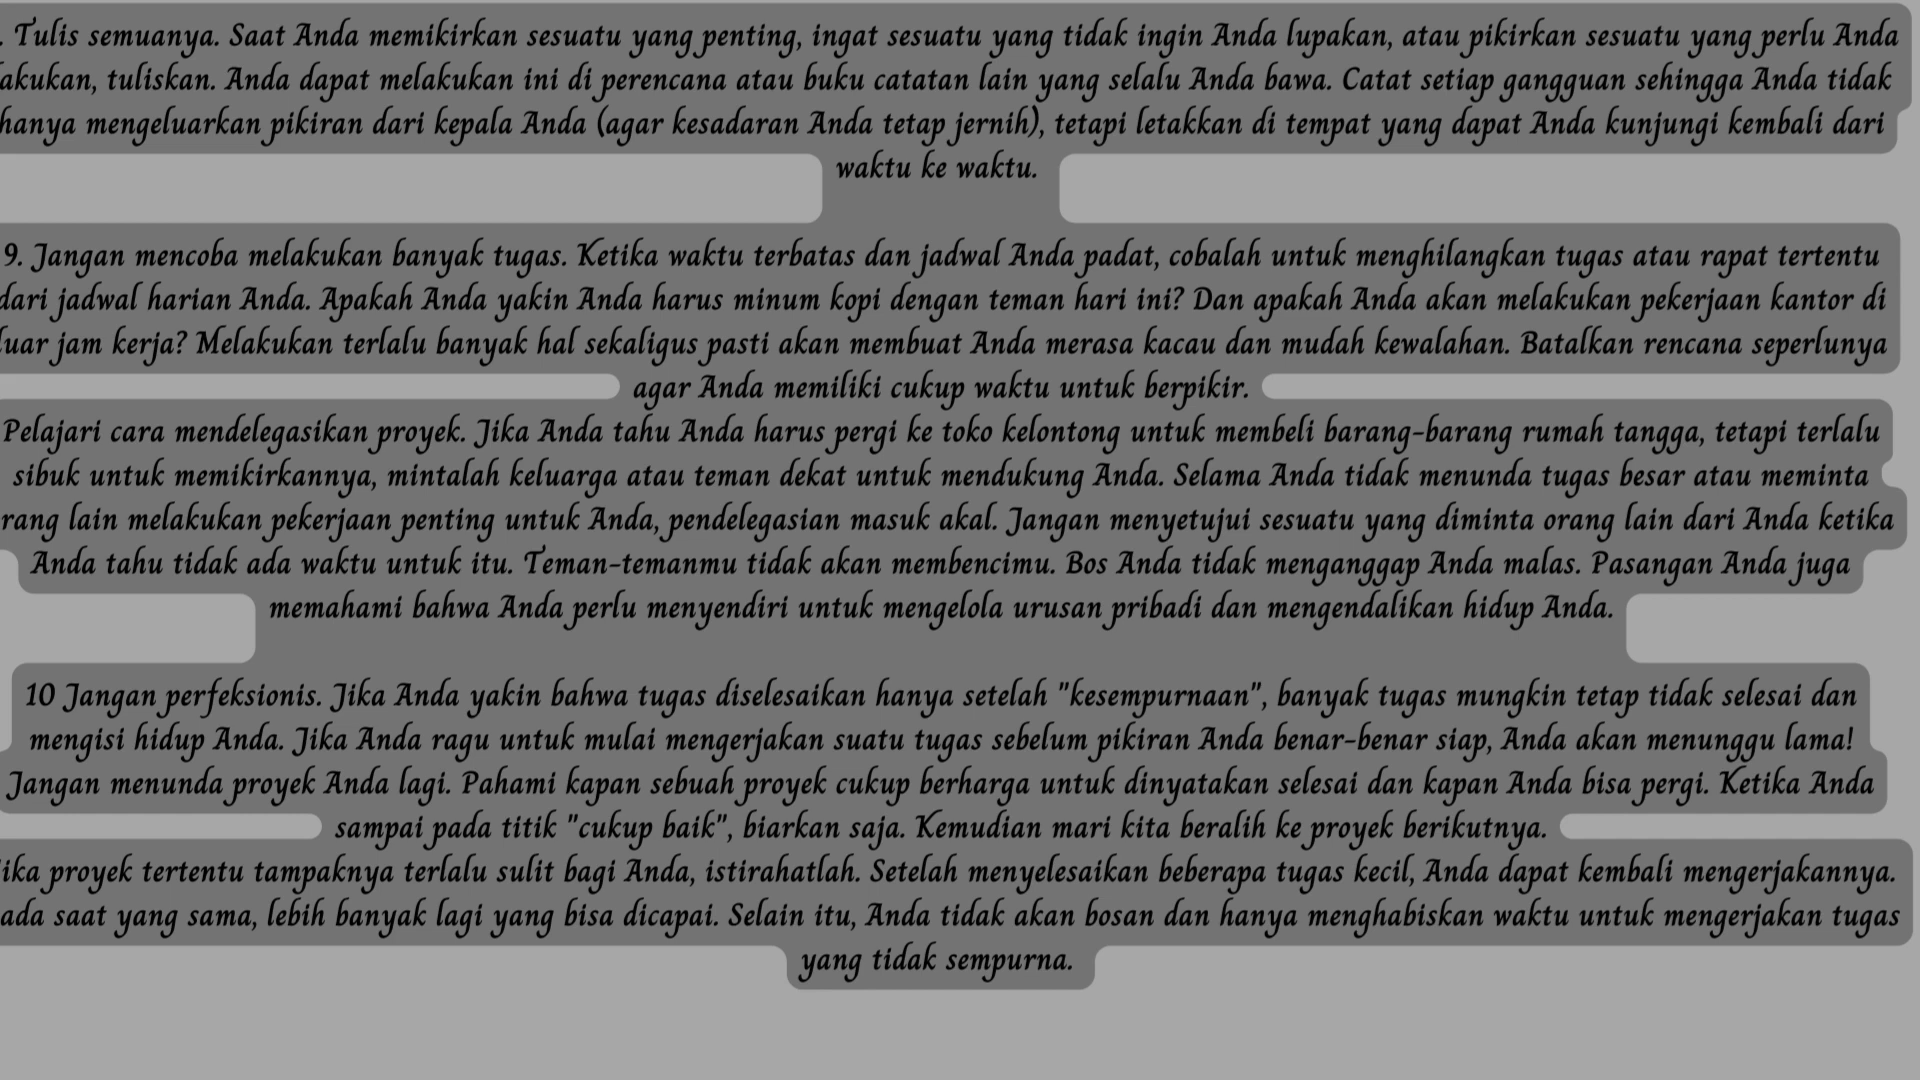 . Tulis semuanya. Saat Anda memikirkan sesuatu yang penting, ingat sesuatu yang tidak ingin Anda lupakan, atau pikirkan sesuatu yang perlu Anda
akukan, tuliskan. Anda dapat melakukan ini di perencana atau buku catatan lain yang selalu Anda bawa. Catat setiap gangguan sehingga Anda tidak
hanya mengeluarkan pikiran dari kepala Anda (agar kesadaran Anda tetap jernih), tetapi letakkan di tempat yang dapat Anda kunjungi kembali dari
waktu ke waktu.
9. Jangan mencoba melakukan banyak tugas. Ketika waktu terbatas dan jadwal Anda padat, cobalah untuk menghilangkan tugas atau rapat tertentu
dari jadwal harian Anda. Apakah Anda yakin Anda harus minum kopi dengan teman hari ini? Dan apakah Anda akan melakukan pekerjaan kantor di
luar jam kerja? Melakukan terlalu banyak hal sekaligus pasti akan membuat Anda merasa kacau dan mudah kewalahan. Batalkan rencana seperlunya
agar Anda memiliki cukup waktu untuk berpikir.
Pelajari cara mendelegasikan proyek. Jika Anda tahu Anda harus pergi ke toko kelontong untuk membeli barang-barang rumah tangga, tetapi terlalu
sibuk untuk memikirkannya, mintalah keluarga atau teman dekat untuk mendukung Anda. Selama Anda tidak menunda tugas besar atau meminta
rang lain melakukan pekerjaan penting untuk Anda, pendelegasian masuk akal. Jangan menyetujui sesuatu yang diminta orang lain dari Anda ketika
Anda tahu tidak ada waktu untuk itu. Teman-temanmu tidak akan membencimu. Bos Anda tidak menganggap Anda malas. Pasangan Anda juga
memahami bahwa Anda perlu menyendiri untuk mengelola urusan pribadi dan mengendalikan hidup Anda.
10 Jangan perfeksionis. Jika Anda yakin bahwa tugas diselesaikan hanya setelah "kesempurnaan", banyak tugas mungkin tetap tidak selesai dan
mengisi hidup Anda. Jika Anda ragu untuk mulai mengerjakan suatu tugas sebelum pikiran Anda benar-benar siap, Anda akan menunggu lama!
Jangan menunda proyek Anda lagi. Pahami kapan sebuah proyek cukup berharga untuk dinyatakan selesai dan kapan Anda bisa pergi. Ketika Anda
sampai pada titik "cukup baik", biarkan saja. Kemudian mari kita beralih ke proyek berikutnya.
ika proyek tertentu tampaknya terlalu sulit bagi Anda, istirahatlah. Setelah menyelesaikan beberapa tugas kecil, Anda dapat kembali mengerjakannya.
ada saat yang sama, lebih banyak lagi yang bisa dicapai. Selain itu, Anda tidak akan bosan dan hanya menghabiskan waktu untuk mengerjakan tugas
yang tidak sempurna.